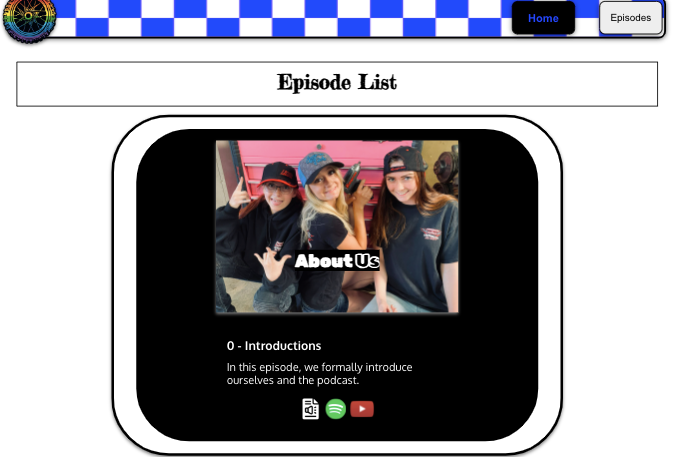 Home
Episodes
Episode List
About Us
0 - Introductions
In this episode, we formally introduce
ourselves and the podcast.